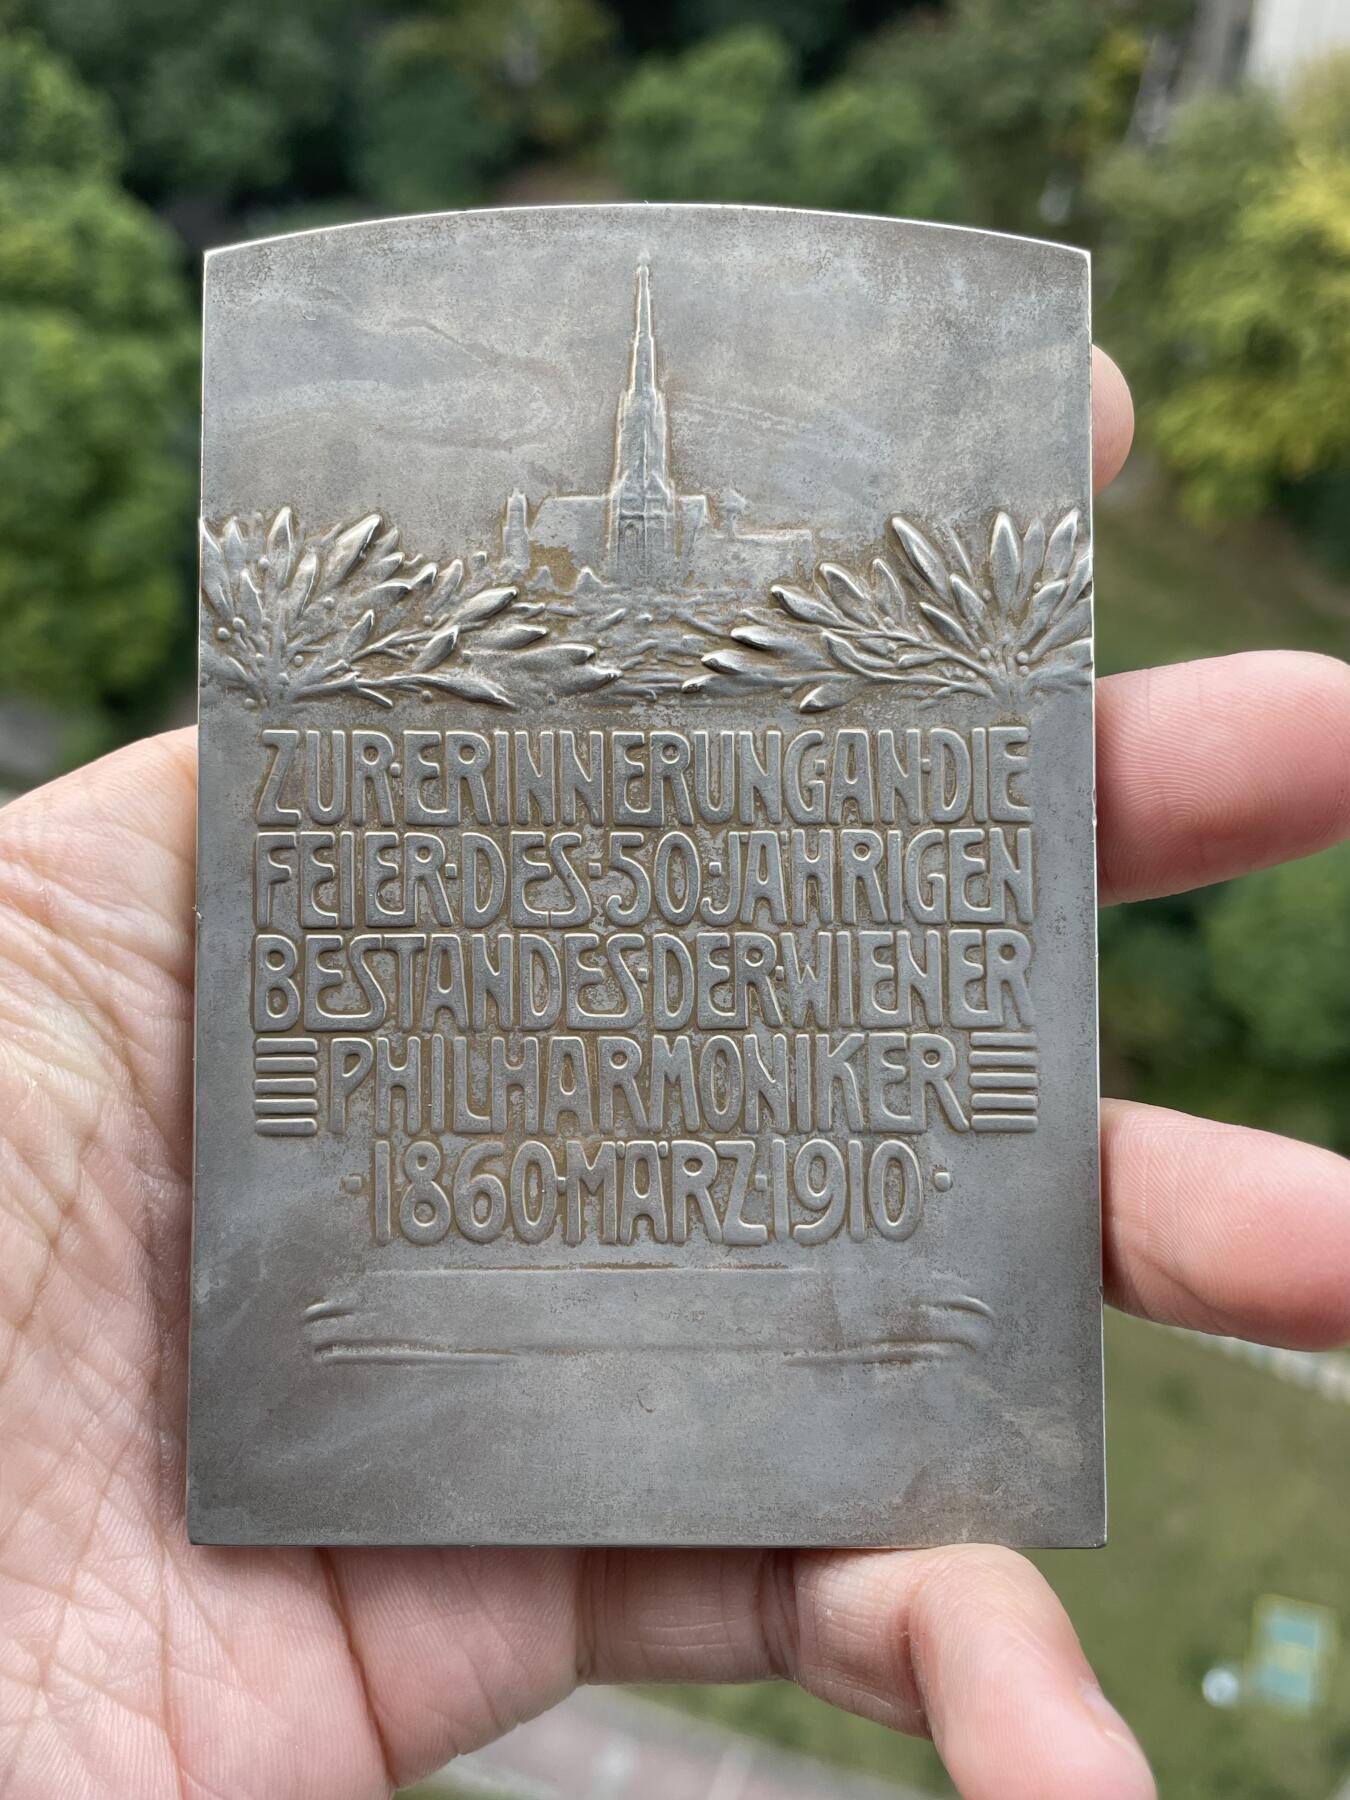 ZUR·ERINNERUNG·AN·DIE
FEIER·DES·50·JÄHRIGEN
BESTANDES·DER·WIENER
PHILHARMONIKER
·1860·MÄRZ·1910·